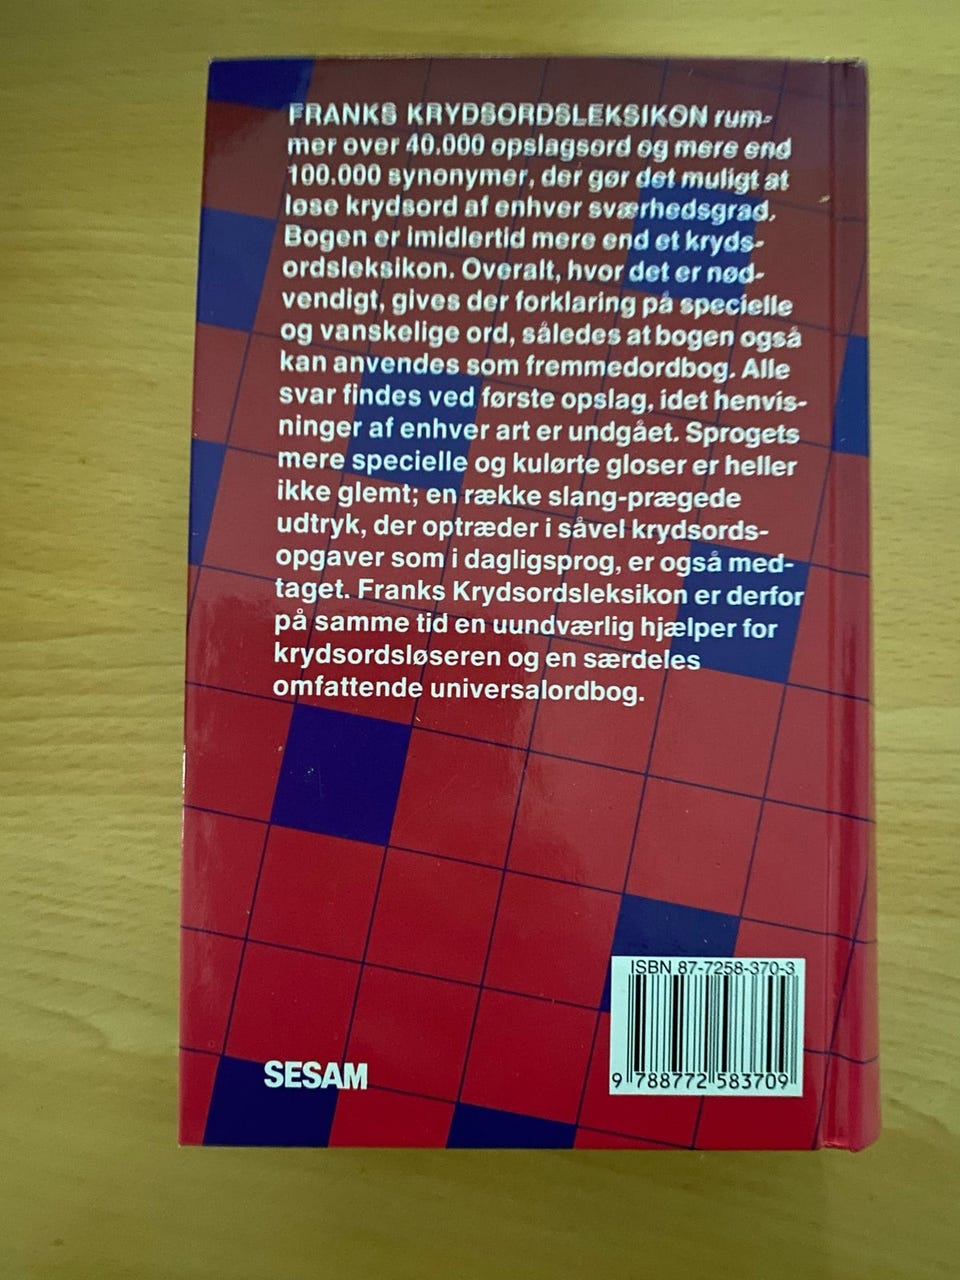 FRANKS KRYDSORDSLEKSIKON rum-
mer over 40.000 opslagsord og mere end
100.000 synonymer, der gør det muligt at
løse krydsord af enhver sværhedsgrad.
Bogen er imidlertid mere end et kryds-
ordsleksikon. Overalt, hvor det er nød-
vendigt, gives der forklaring på specielle
og vanskelige ord, således at bogen også
kan anvendes som fremmedordbog. Alle
svar findes ved første opslag, idet henvis-
ninger af enhver art er undgået. Sprogets
mere specielle og kulørte gloser er heller
ikke glemt; en række slang-prægede
udtryk, der optræder i såvel krydsords-
opgaver som i dagligsprog, er også med-
taget. Franks Krydsordsleksikon er derfor
på samme tid en uundværlig hjælper for
krydsordsløseren og en særdeles
omfattende universalordbog.
ISBN 87-7258-370-3
9 788772 583709
SESAM